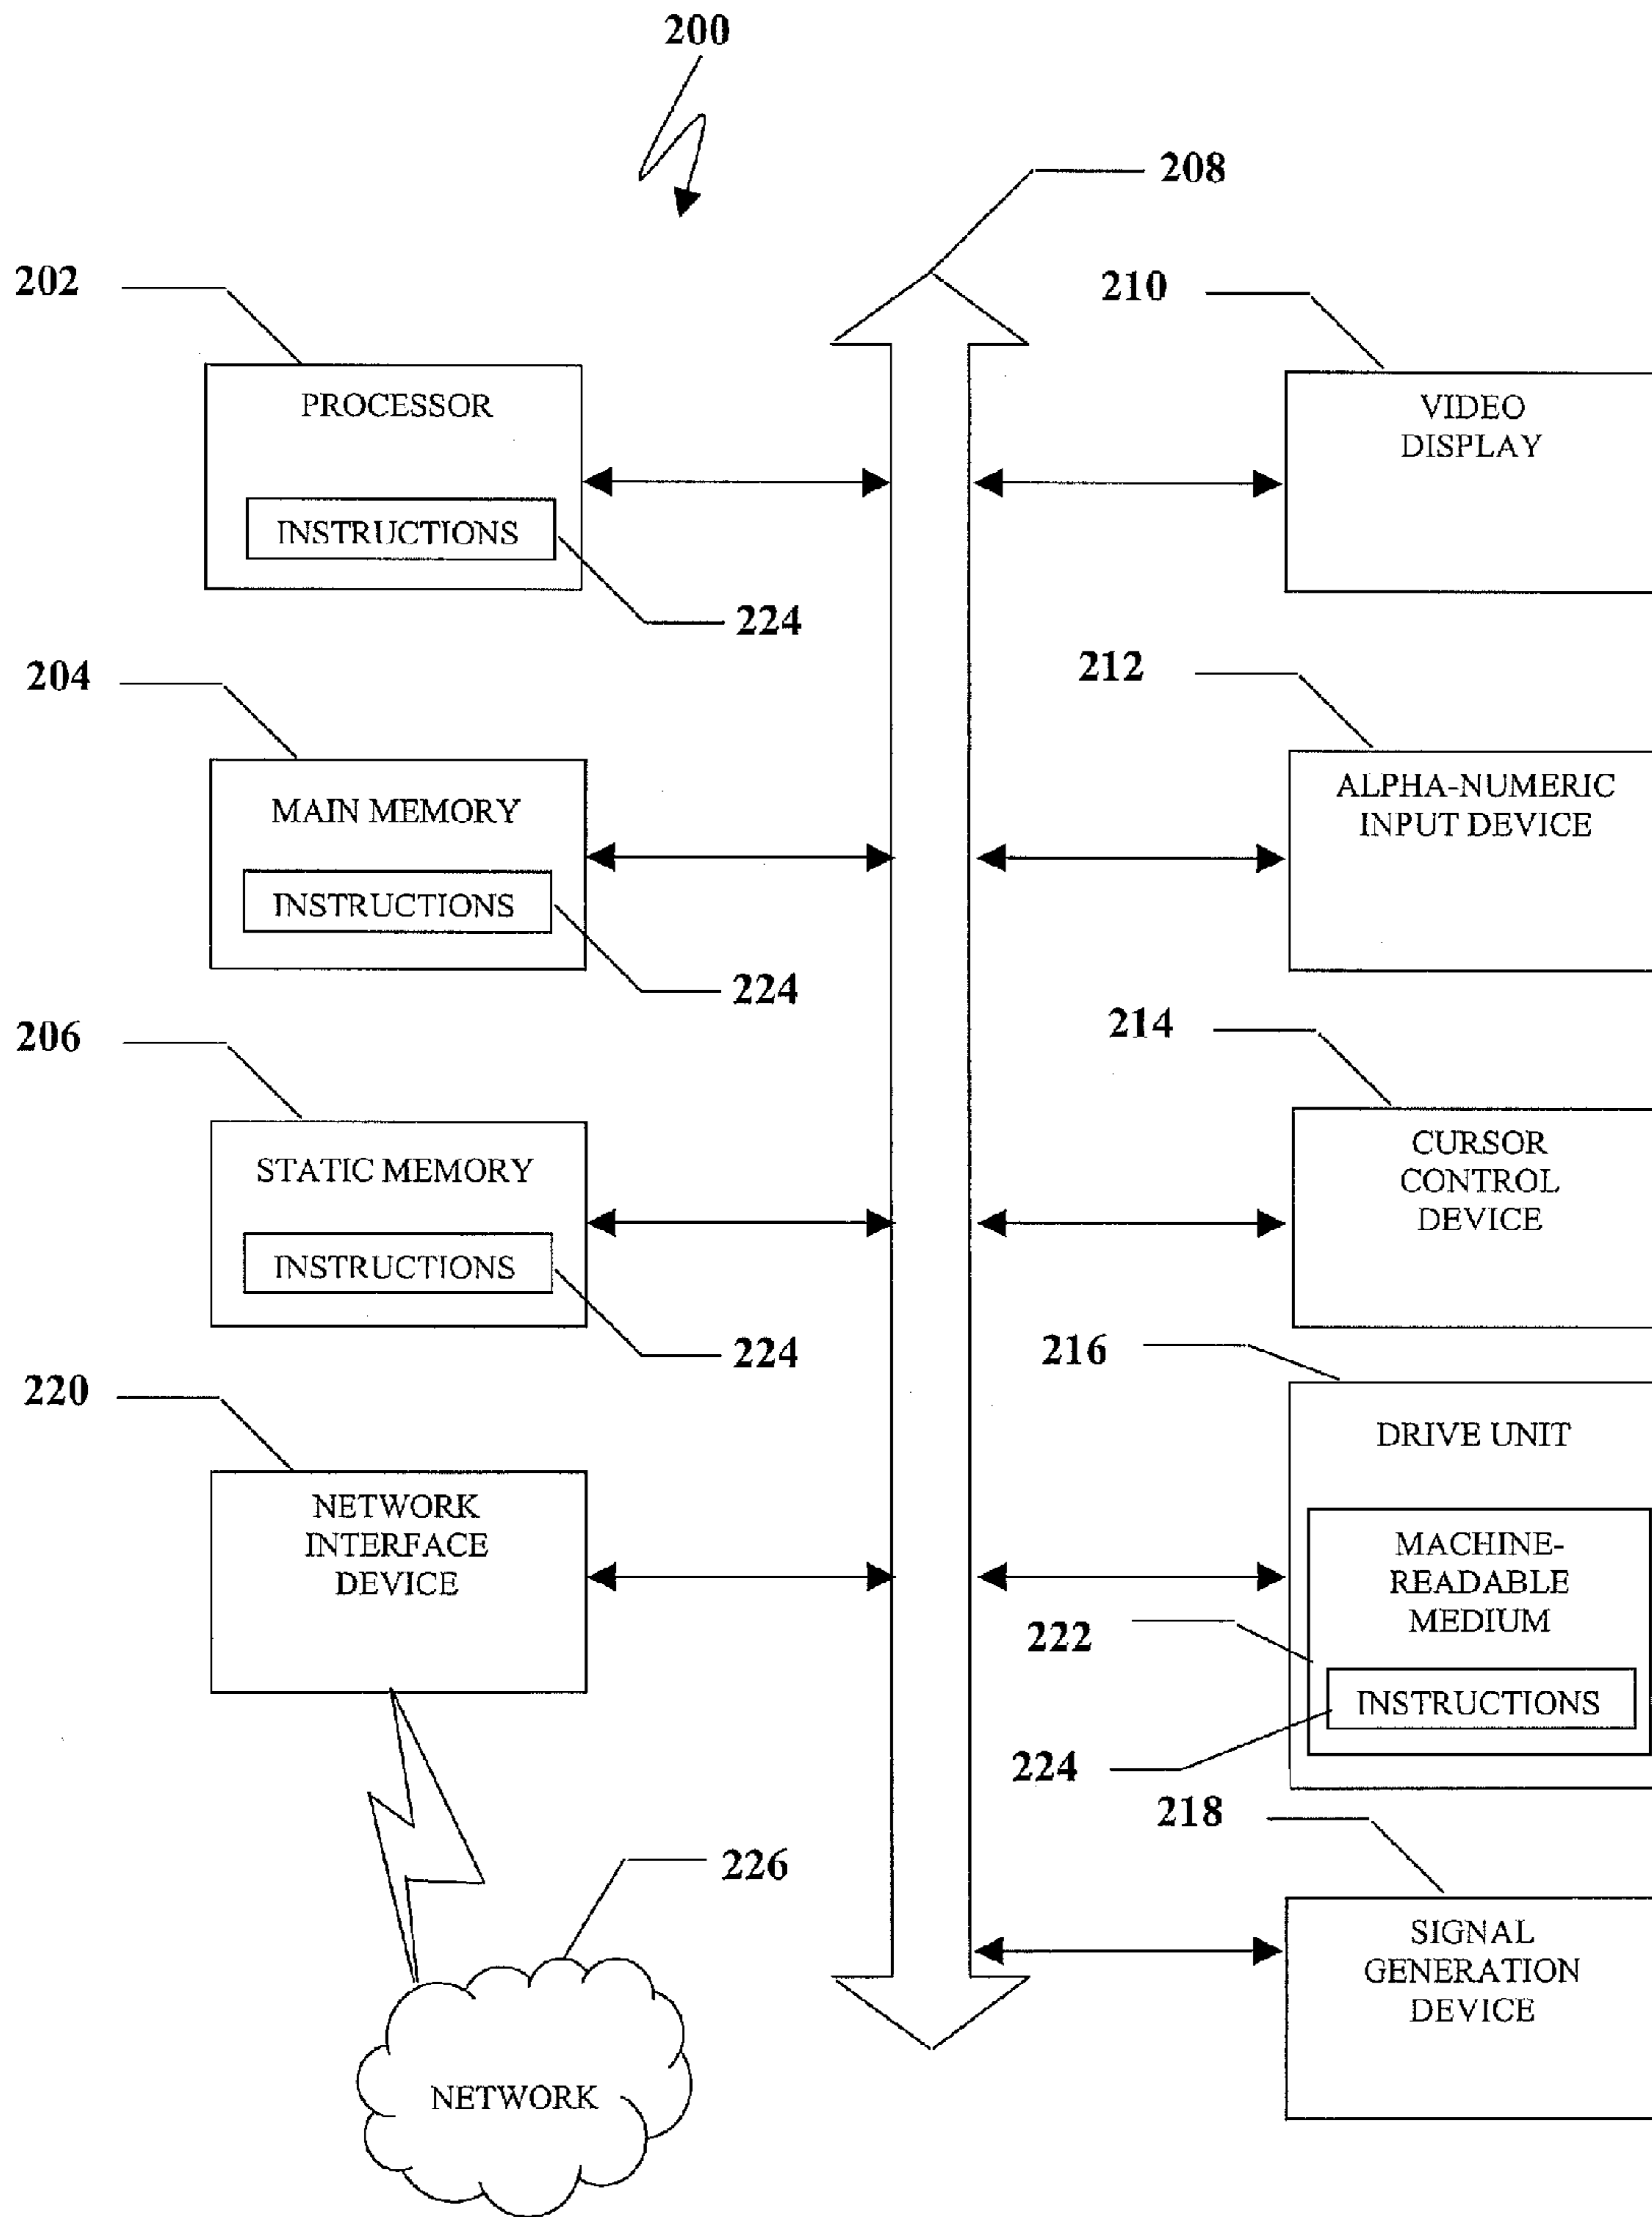 200
208
202
210
PROCESSOR
INSTRUCTIONS
224
VIDEO
DISPLAY
204
212
MAIN MEMORY
INSTRUCTIONS
224
ALPHA-NUMERIC
INPUT DEVICE
206
214
STATIC MEMORY
INSTRUCTIONS
224
CURSOR
CONTROL
DEVICE
220
216
NETWORK
INTERFACE
DEVICE
DRIVE UNIT
MACHINE-
READABLE
MEDIUM
222
INSTRUCTIONS
224
218
226
NETWORK
SIGNAL
GENERATION
DEVICE